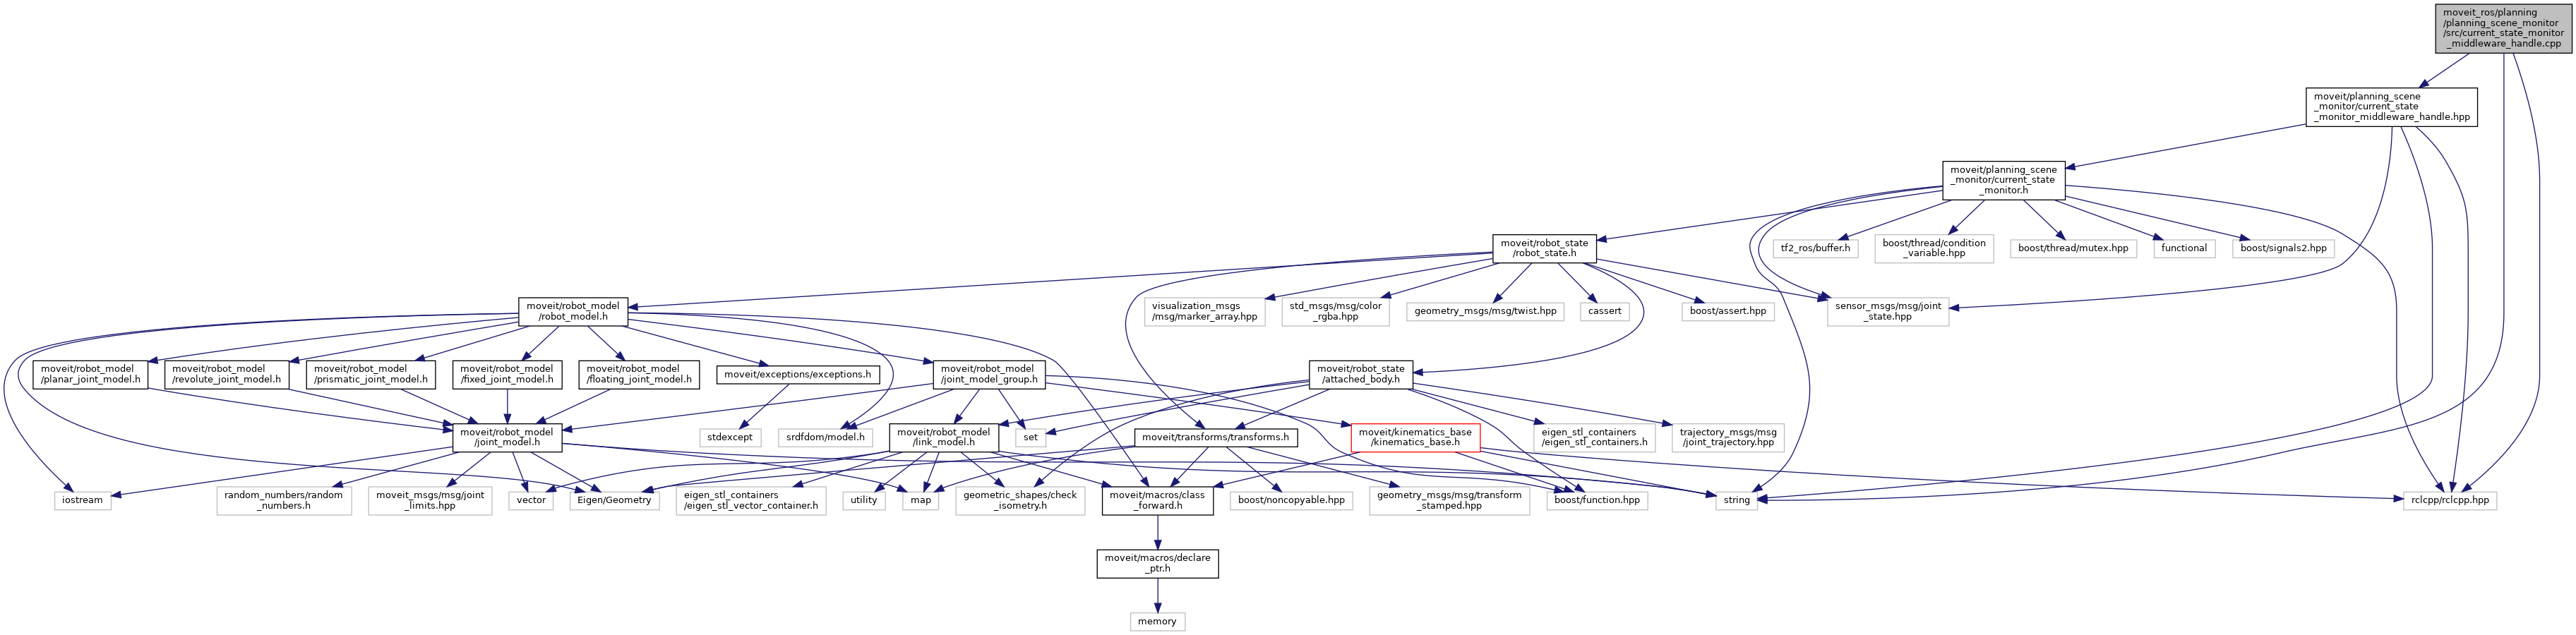 moveit_ros/planning
/planning_scene_monitor
/src/current_state_monitor
_middleware_handle.cpp
moveit/planning_scene
_monitor/current_state
_monitor_middleware_handle.hpp
moveit/planning_scene
_monitor/current_state
_monitor.h
moveit/robot_state
/robot_state.h
tf2_ros/buffer.h
boost/thread/condition
_variable.hpp
boost/thread/mutex.hpp
functional
boost/signals2.hpp
moveit/robot_model
/robot_model.h
visualization_msgs
/msg/marker_array.hpp
std_msgs/msg/color
_rgba.hpp
geometry_msgs/msg/twist.hpp
cassert
boost/assert.hpp
sensor_msgs/msg/joint
_state.hpp
moveit/robot_model
/planar_joint_model.h
moveit/robot_model
/revolute_joint_model.h
moveit/robot_model
/prismatic_joint_model.h
moveit/robot_model
/fixed_joint_model.h
moveit/robot_model
/floating_joint_model.h
moveit/exceptions/exceptions.h
moveit/robot_model
/joint_model_group.h
moveit/robot_state
/attached_body.h
moveit/robot_model
/joint_model.h
stdexcept
srdfdom/model.h
moveit/robot_model
/link_model.h
set
moveit/transforms/transforms.h
moveit/kinematics_base
/kinematics_base.h
eigen_stl_containers
/eigen_stl_containers.h
trajectory_msgs/msg
/joint_trajectory.hpp
iostream
random_numbers/random
_numbers.h
moveit_msgs/msg/joint
_limits.hpp
vector
Eigen/Geometry
eigen_stl_containers
/eigen_stl_vector_container.h
utility
map
geometric_shapes/check
_isometry.h
moveit/macros/class
_forward.h
boost/noncopyable.hpp
geometry_msgs/msg/transform
_stamped.hpp
boost/function.hpp
string
rclcpp/rclcpp.hpp
moveit/macros/declare
_ptr.h
memory